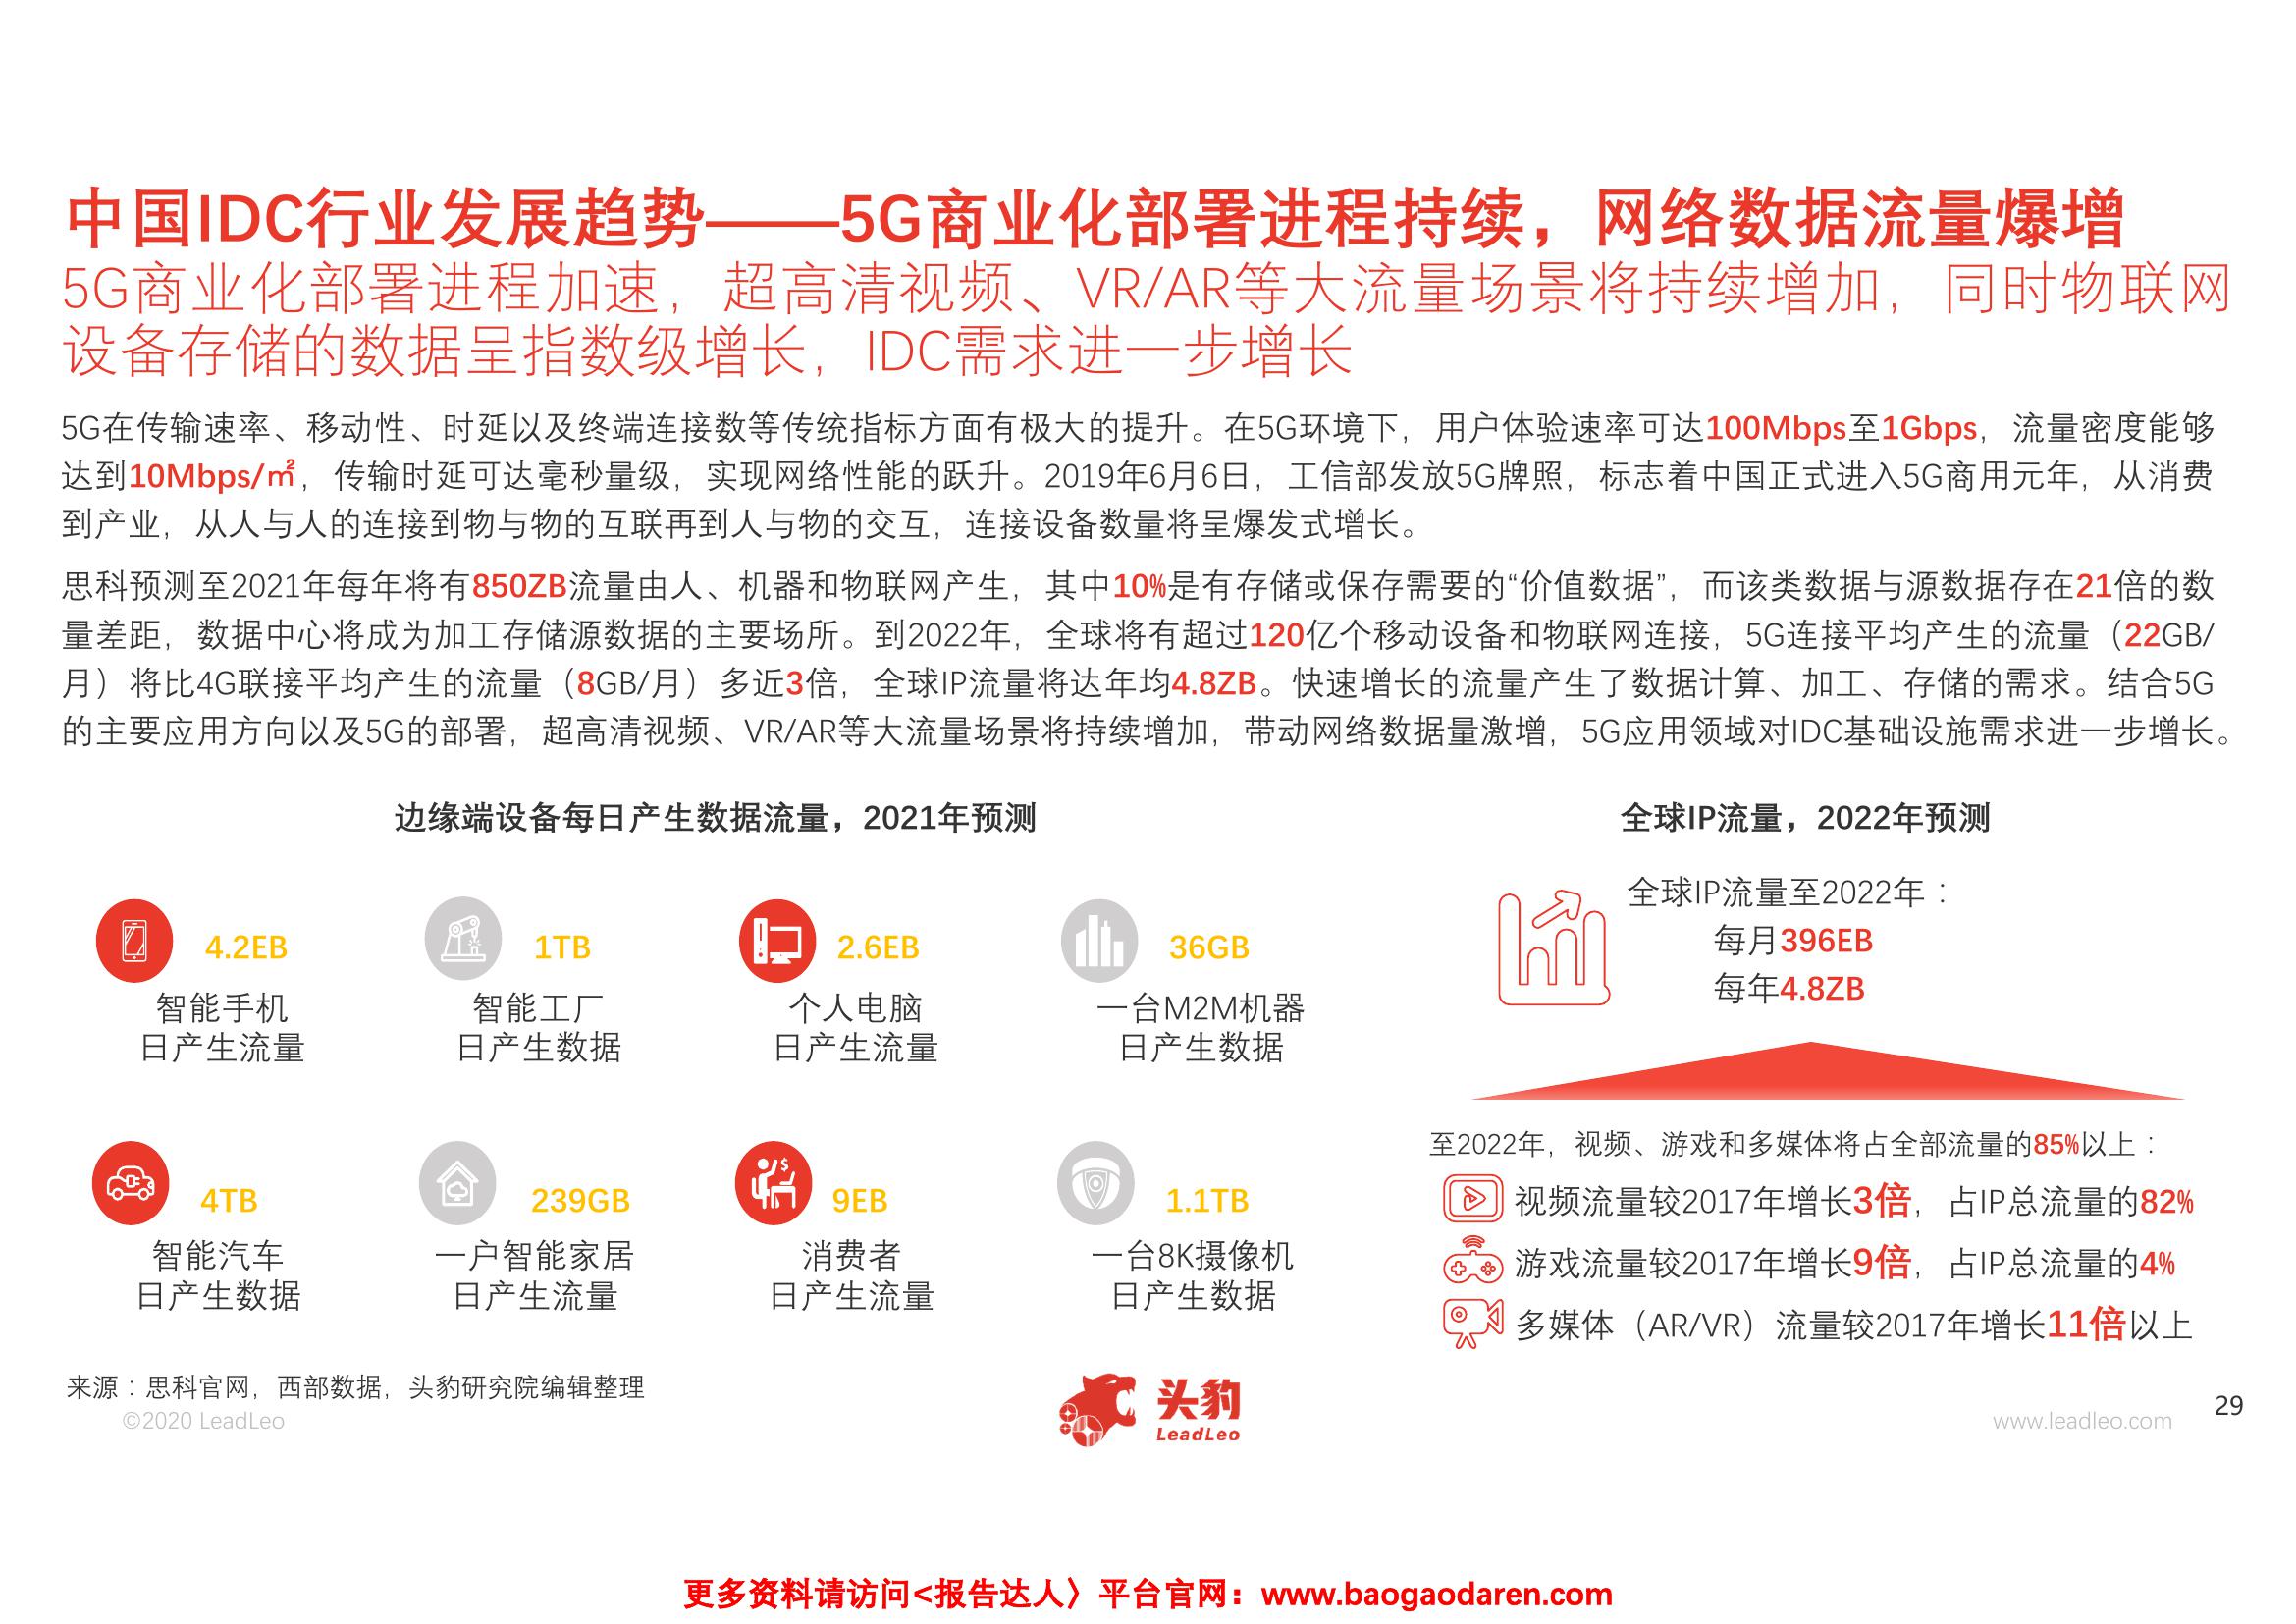 中国IDC行业发展趋势——5G商业化部署进程持续，网络数据流量爆增
5G商业化部署进程加速，超高清视频、VR/AR等大流量场景将持续增加，同时物联网
设备存储的数据呈指数级增长，IDC需求进一步增长
5G在传输速率、移动性、时延以及终端连接数等传统指标方面有极大的提升。在5G环境下，用户体验速率可达100Mbps至1Gbps，流量密度能够
达到10Mbps/㎡，传输时延可达毫秒量级，实现网络性能的跃升。2019年6月6日，工信部发放5G牌照，标志着中国正式进入5G商用元年，从消费
到产业，从人与人的连接到物与物的互联再到人与物的交互，连接设备数量将呈爆发式增长。
思科预测至2021年每年将有850ZB流量由人、机器和物联网产生，其中10%是有存储或保存需要的“价值数据”，而该类数据与源数据存在21倍的数
量差距，数据中心将成为加工存储源数据的主要场所。到2022年，全球将有超过120亿个移动设备和物联网连接，5G连接平均产生的流量（22GB/
月）将比4G联接平均产生的流量（8GB/月）多近3倍，全球IP流量将达年均4.8ZB。快速增长的流量产生了数据计算、加工、存储的需求。结合5G
的主要应用方向以及5G的部署，超高清视频、VR/AR等大流量场景将持续增加，带动网络数据量激增，5G应用领域对IDC基础设施需求进一步增长。
边缘端设备每日产生数据流量，2021年预测
4.2EB
智能手机
日产生流量
1TB
智能工厂
日产生数据
2.6EB
个人电脑
日产生流量
36GB
一台M2M机器
日产生数据
4TB
智能汽车
日产生数据
239GB
一户智能家居
日产生流量
9EB
消费者
日产生流量
1.1TB
一台8K摄像机
日产生数据
全球IP流量，2022年预测
全球IP流量至2022年：
每月396EB
每年4.8ZB
至2022年，视频、游戏和多媒体将占全部流量的85%以上：
视频流量较2017年增长3倍，占IP总流量的82%
游戏流量较2017年增长9倍，占IP总流量的4%
多媒体（AR/VR）流量较2017年增长11倍以上
来源：思科官网，西部数据，头豹研究院编辑整理
©2020 LeadLeo
头豹
LeadLeo
www.leadleo.com
29
更多资料请访问<报告达人〉平台官网：www.baogaodaren.com